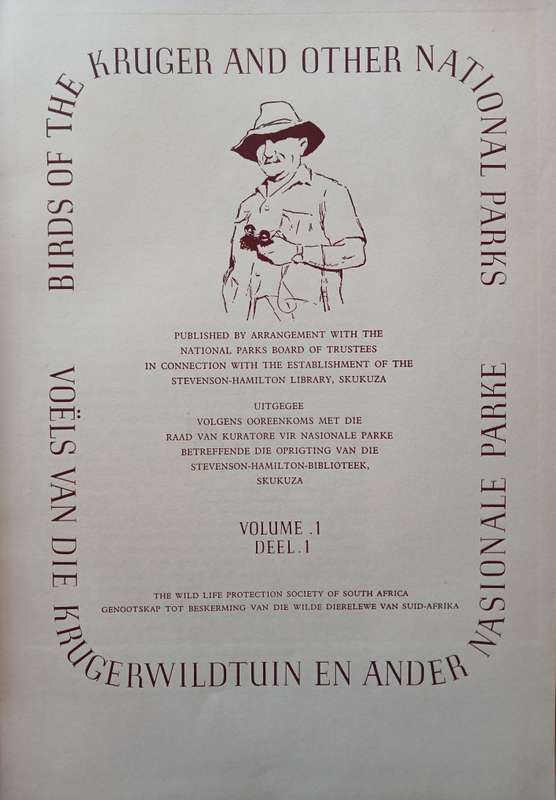 BIRDS OF THE KRUGER AND OTHER NATIONAL PARKS
PUBLISHED BY ARRANGEMENT WITH THE
NATIONAL PARKS BOARD OF TRUSTEES
IN CONNECTION WITH THE ESTABLISHMENT OF THE
STEVENSON-HAMILTON LIBRARY, SKUKUZA
UITGEGEE
VOLGENS OOREENKOMS MET DIE
RAAD VAN KURATORE VIR NASIONALE PARKE
BETREFFENDE DIE OPRIGTING VAN DIE
STEVENSON-HAMILTON-BIBLIOTEEK,
SKUKUZA
VOLUME .1
DEEL .1
THE WILD LIFE PROTECTION SOCIETY OF SOUTH AFRICA
GENOOTSKAP TOT BESKERMING VAN DIE WILDE DIERELEWE VAN SUID-AFRIKA
VOËLS VAN DIE KRUGERWILDTUIN EN ANDER NASIONALE PARKE